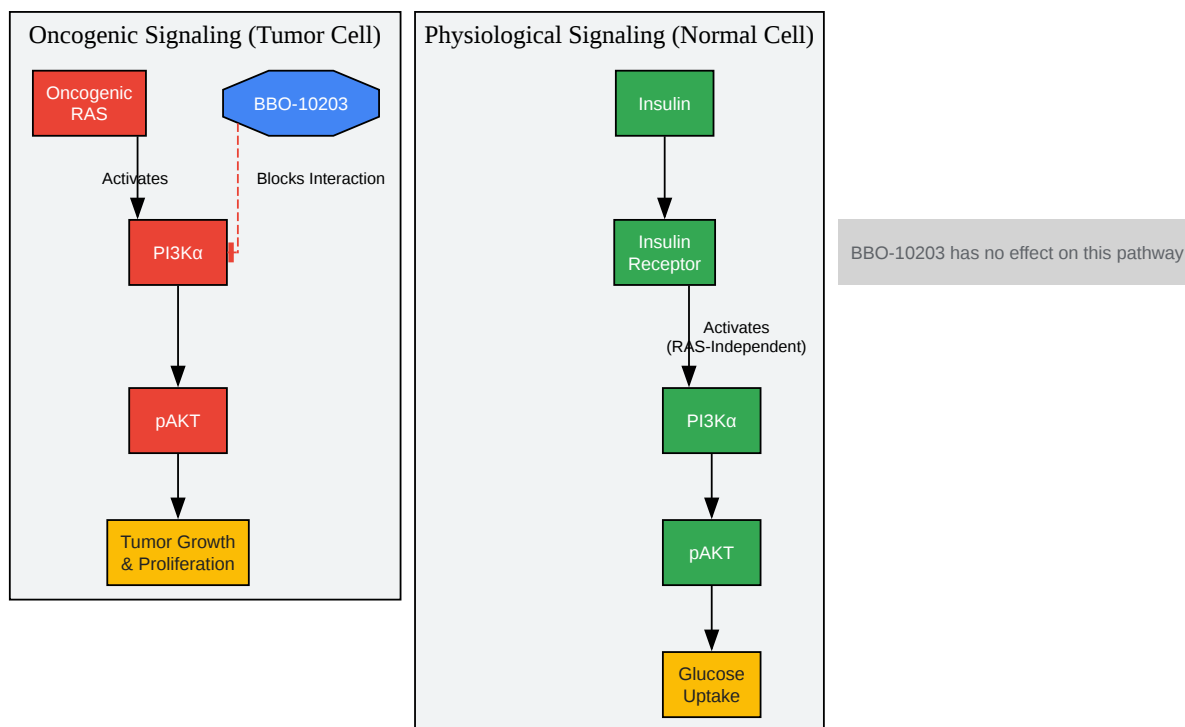 Oncogenic Signaling (Tumor Cell)
Oncogenic
RAS
BBO-10203
Activates
Blocks Interaction
PI3Kα
pAKT
Tumor Growth
& Proliferation
Physiological Signaling (Normal Cell)
Insulin
Insulin
Receptor
Activates
(RAS-Independent)
PI3Kα
pAKT
Glucose
Uptake
BBO-10203 has no effect on this pathway